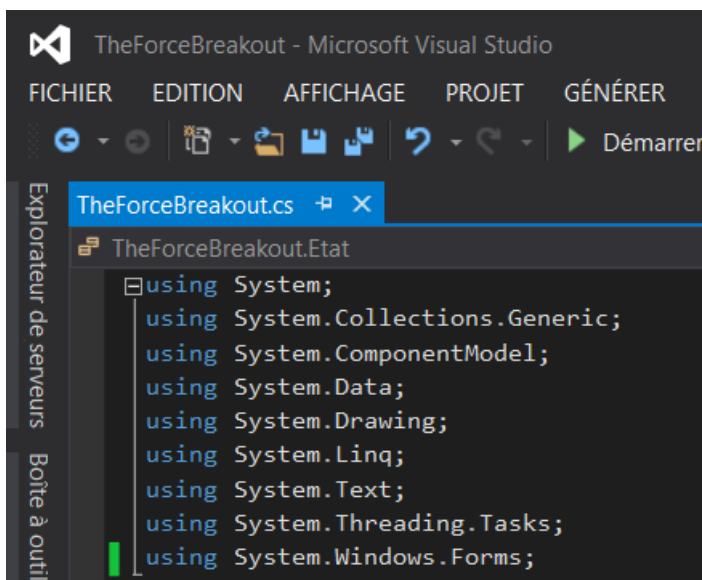 TheForceBreakout - Microsoft Visual Studio
FICHIER EDITION AFFICHAGE PROJET GÉNÉRER
Démarrer
Explorateur de serveurs
Boîte à outil
TheForceBreakout.cs
TheForceBreakout.Etat
using System;
using System.Collections.Generic;
using System.ComponentModel;
using System.Data;
using System.Drawing;
using System.Linq;
using System.Text;
using System.Threading.Tasks;
using System.Windows.Forms;